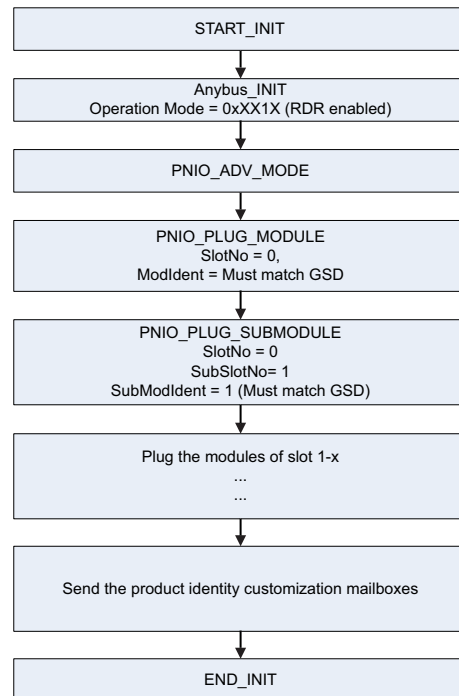 START_INIT
Anybus_INIT
Operation Mode = 0xXX1X (RDR enabled)
PNIO_ADV_MODE
PNIO_PLUG_MODULE
SlotNo = 0,
ModIdent = Must match GSD
PNIO_PLUG_SUBMODULE
SlotNo = 0
SubSlotNo= 1
SubModIdent = 1 (Must match GSD)
Plug the modules of slot 1-x
...
...
Send the product identity customization mailboxes
END_INIT